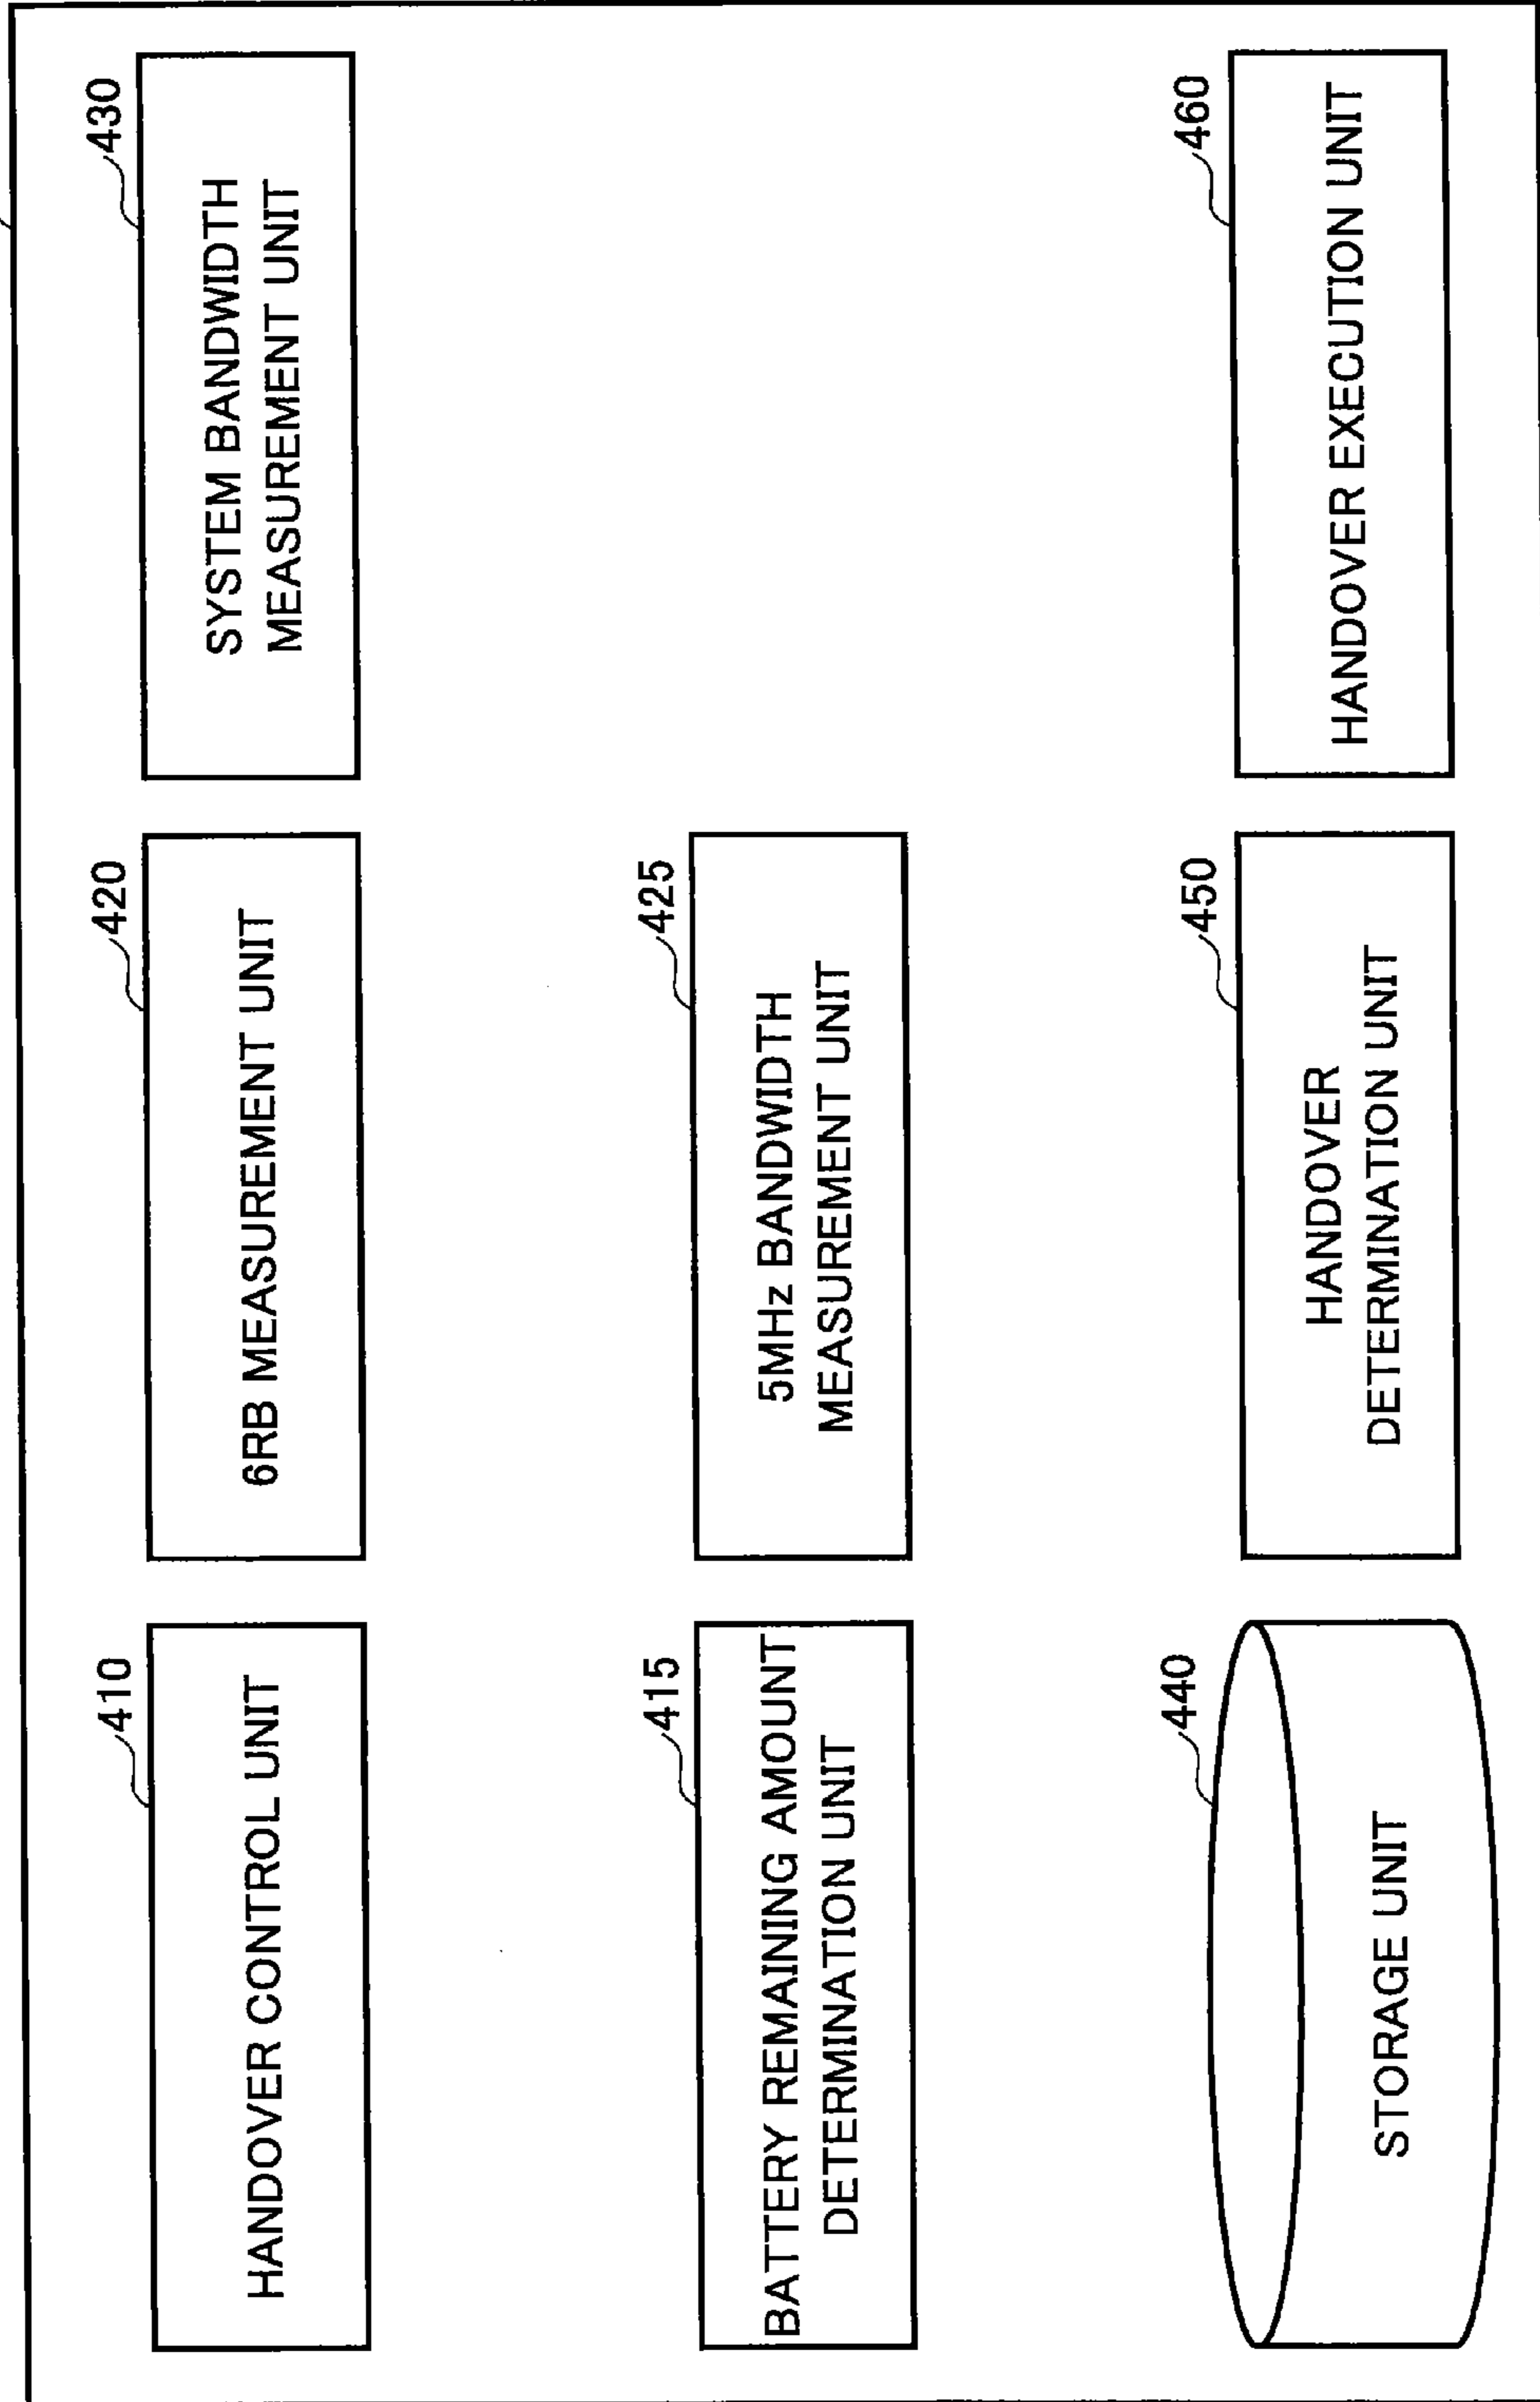 410
HANDOVER CONTROL UNIT
420
6RB MEASUREMENT UNIT
430
SYSTEM BANDWIDTH
MEASUREMENT UNIT
415
BATTERY REMAINING AMOUNT
DETERMINATION UNIT
425
5MHz BANDWIDTH
MEASUREMENT UNIT
440
STORAGE UNIT
450
HANDOVER
DETERMINATION UNIT
460
HANDOVER EXECUTION UNIT